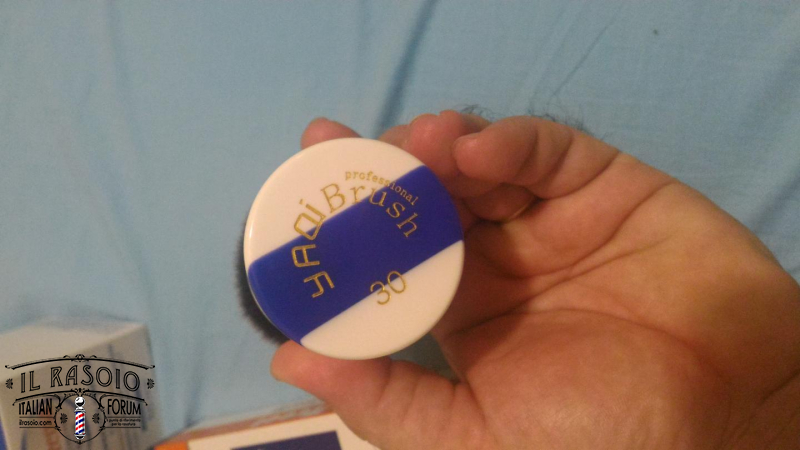 YAQI
professional
Brush
30
IL RASOIO
ITALIAN FORUM
ilrasoio.com